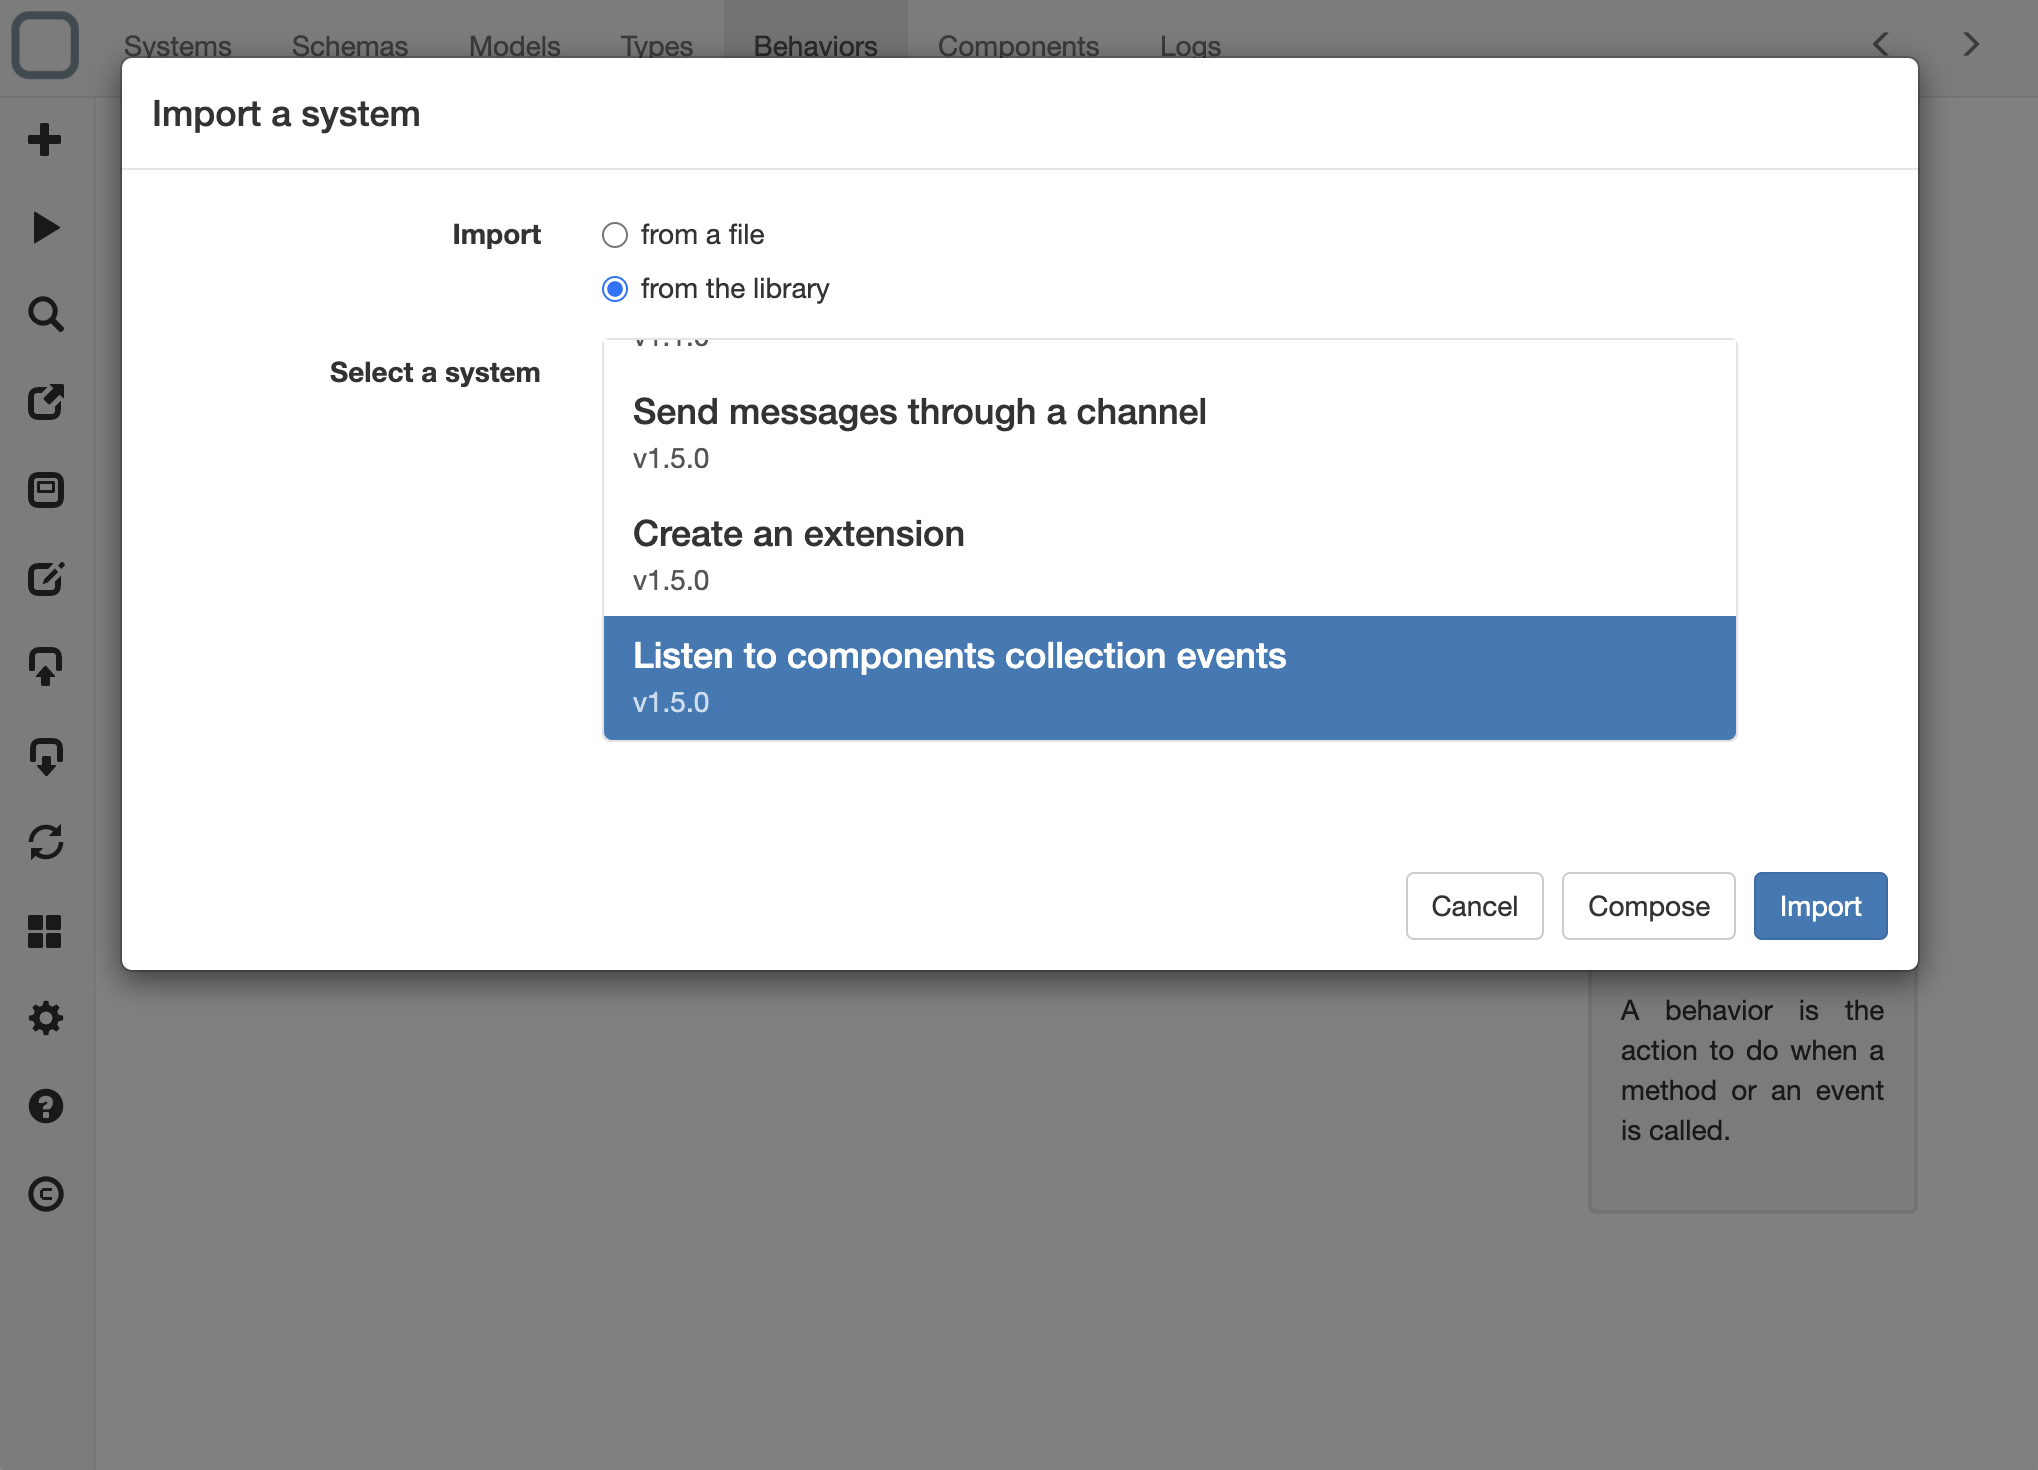 Systems Schemas Models Types Behaviors Components Logs
Import a system
Import
from a file
from the library
Select a system
Send messages through a channel
v1.5.0
Create an extension
v1.5.0
Listen to components collection events
v1.5.0
Cancel Compose Import
A behavior is the
action to do when a
method or an event
is called.